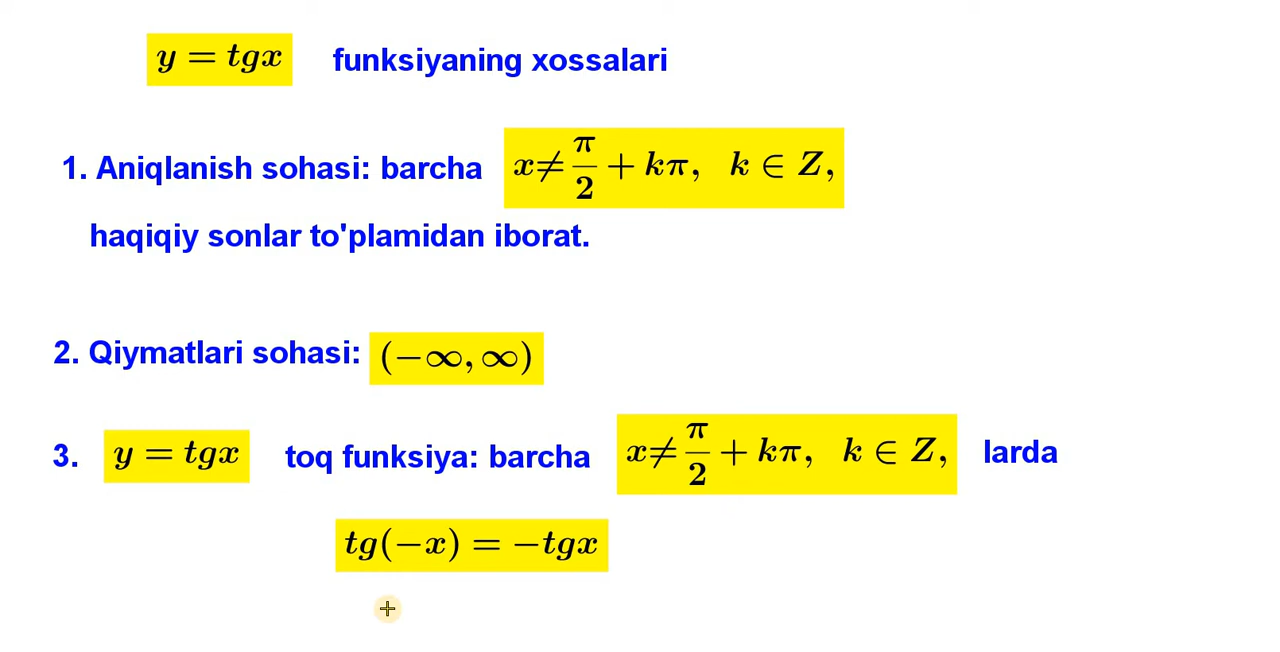 y = tgx funksiyaning xossalari
1. Aniqlanish sohasi: barcha x≠π/2 + kπ, k ∈ Z,
haqiqiy sonlar to'plamidan iborat.
2. Qiymatlari sohasi: (−∞, ∞)
3. y = tgx toq funksiya: barcha x≠π/2 + kπ, k ∈ Z, larda
tg(−x) = −tgx